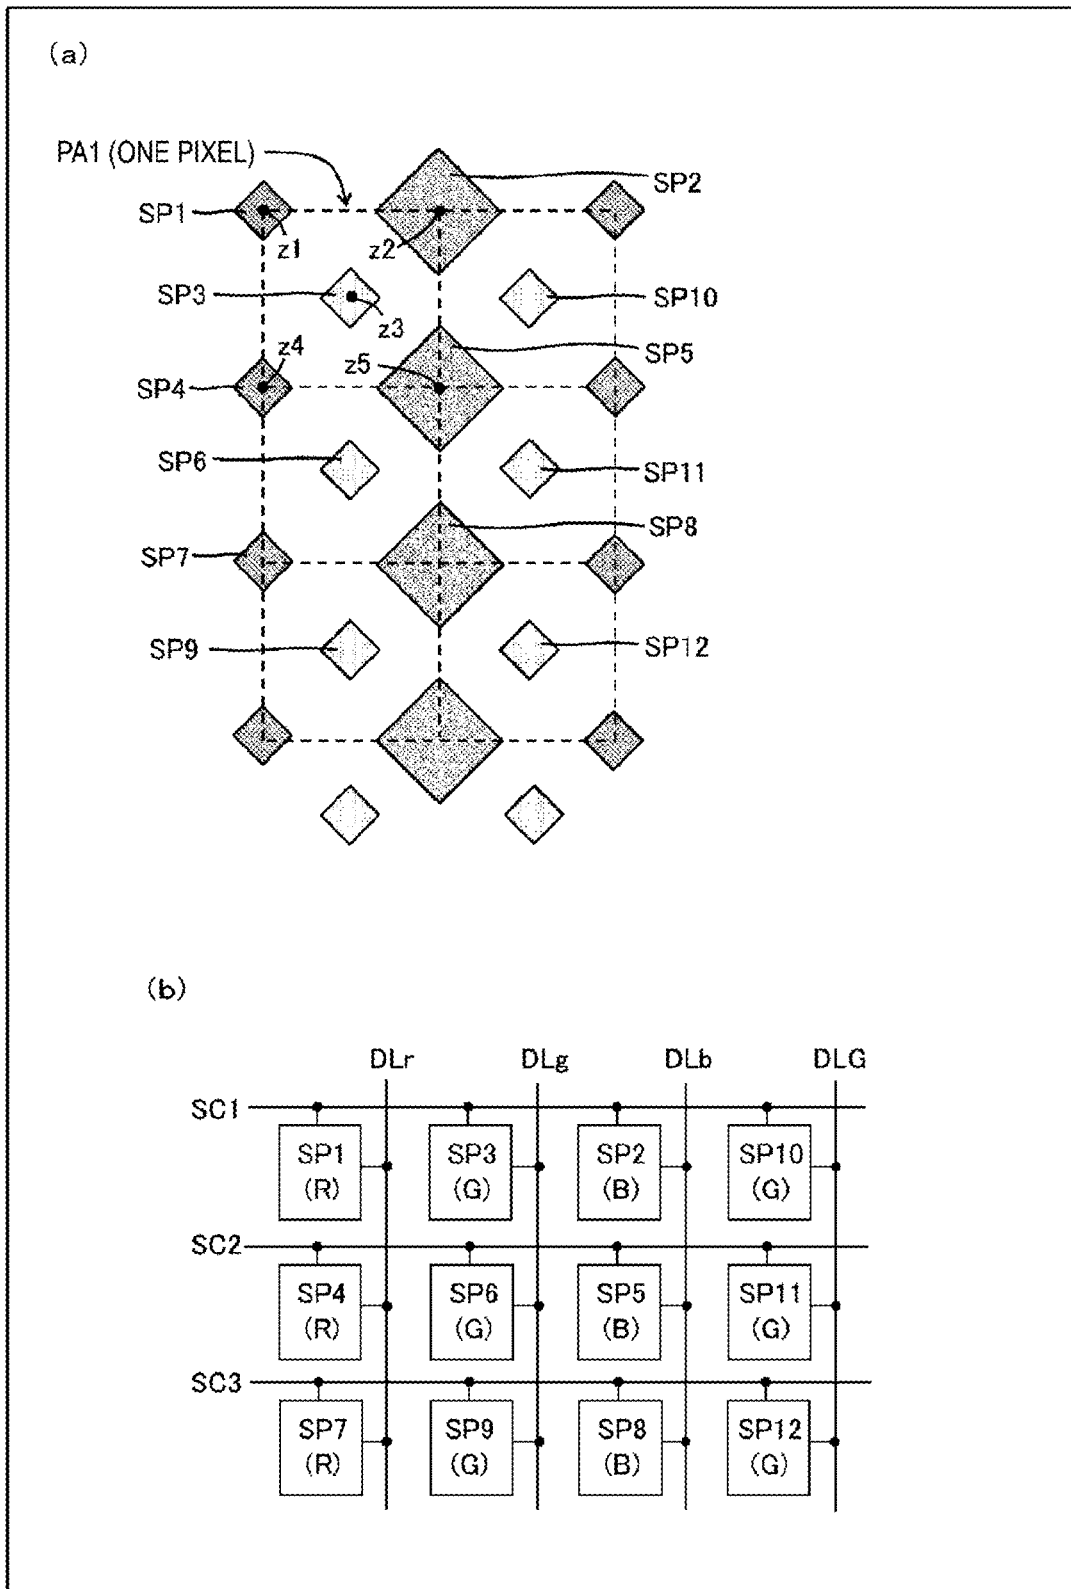 (a)
PA1 (ONE PIXEL)
SP2
SP1
z1
z2
SP3
SP10
z3
z4
z5
SP5
SP4
SP6
SP11
SP8
SP7
SP9
SP12
(b)
DLr DLg DLb DLG
SC1
SP1 SP3 SP2 SP10
(R) (G) (B) (G)
SC2
SP4 SP6 SP5 SP11
(R) (G) (B) (G)
SC3
SP7 SP9 SP8 SP12
(R) (G) (B) (G)